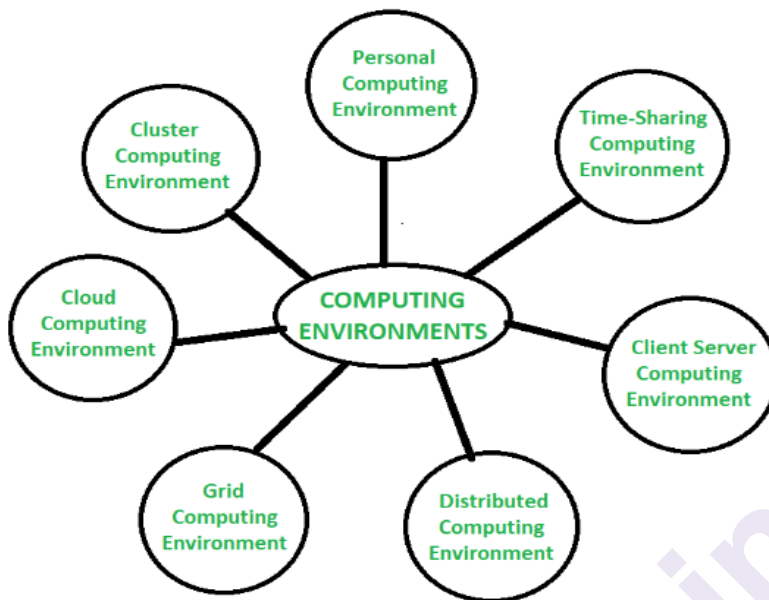 Personal
Computing
Environment
Time-Sharing
Computing
Environment
Cluster
Computing
Environment
COMPUTING
ENVIRONMENTS
Cloud
Computing
Environment
Client Server
Computing
Environment
Grid
Computing
Environment
Distributed
Computing
Environment